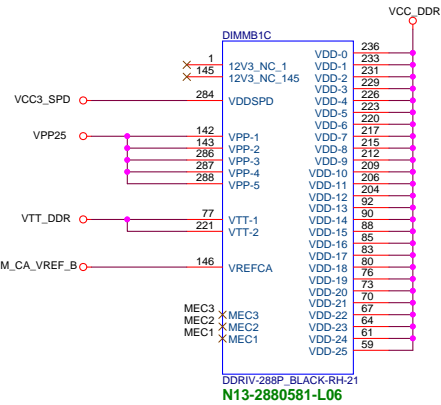 VCC_DDR
DIMMB1C
1 12V3_NC_1
145 12V3_NC_145
VCC3_SPD 284 VDDSPD
VPP25 142 VPP-1
143 VPP-2
286 VPP-3
287 VPP-4
288 VPP-5
VTT_DDR 77 VTT-1
221 VTT-2
M_CA_VREF_B 146 VREFCA
MEC3 MEC3
MEC2 MEC2
MEC1 MEC1
VDD-0 236
VDD-1 233
VDD-2 231
VDD-3 229
VDD-4 226
VDD-5 223
VDD-6 220
VDD-7 217
VDD-8 215
VDD-9 212
VDD-10 209
VDD-11 206
VDD-12 204
VDD-13 92
VDD-14 90
VDD-15 88
VDD-16 85
VDD-17 83
VDD-18 80
VDD-19 76
VDD-20 73
VDD-21 70
VDD-22 67
VDD-23 64
VDD-24 61
VDD-25 59
DDRIV-288P_BLACK-RH-21
N13-2880581-L06